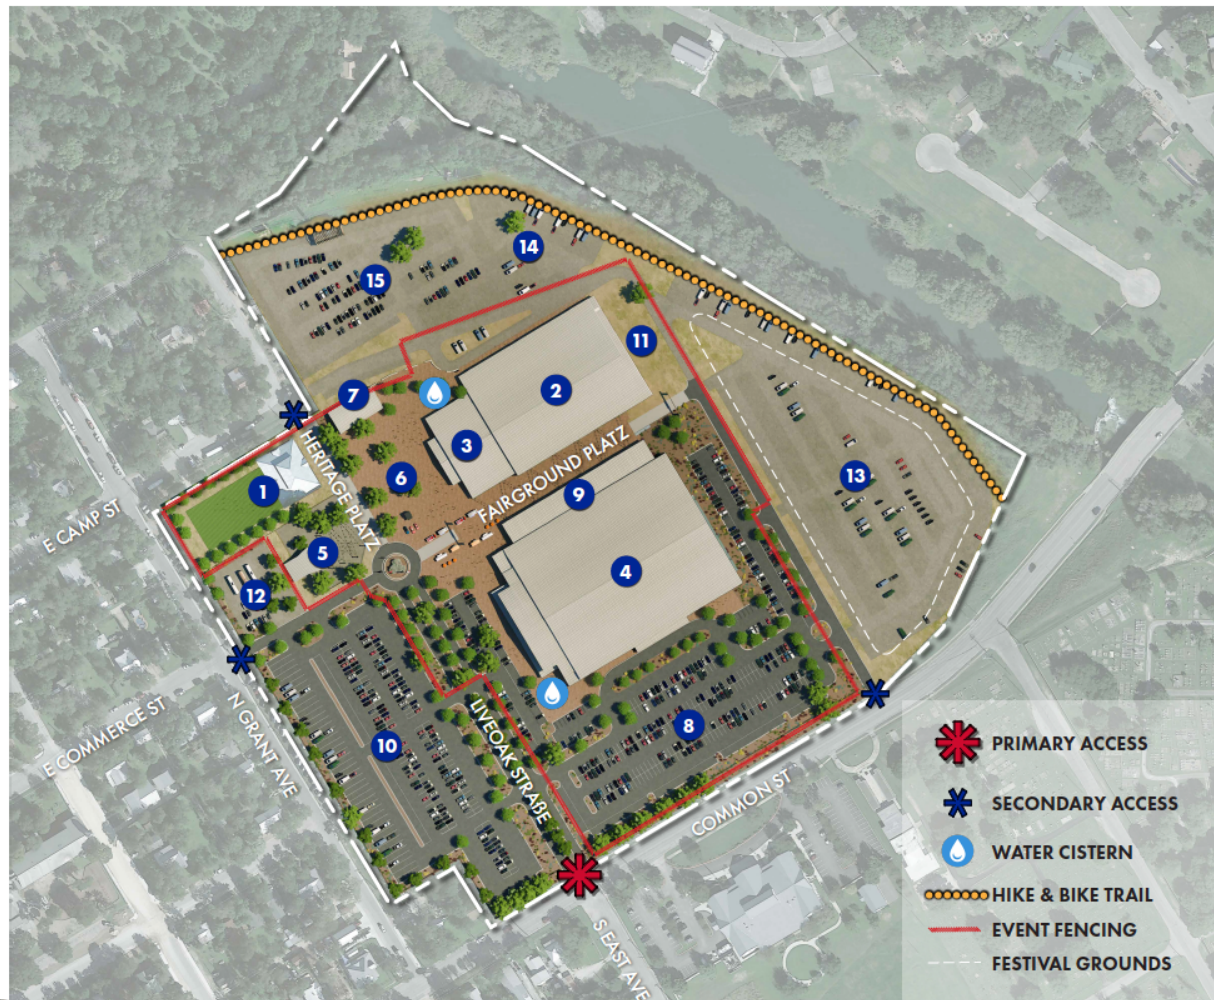 14
15
11
7
2
3
HERITAGE PLATZ
FAIRGROUND PLATZ
6
13
1
9
E CAMP ST
5
4
12
E COMMERCE ST
N GRANT AVE
LIVEOAK STRAßE
10
8
COMMON ST
S EAST AVE
PRIMARY ACCESS
SECONDARY ACCESS
WATER CISTERN
HIKE & BIKE TRAIL
EVENT FENCING
FESTIVAL GROUNDS